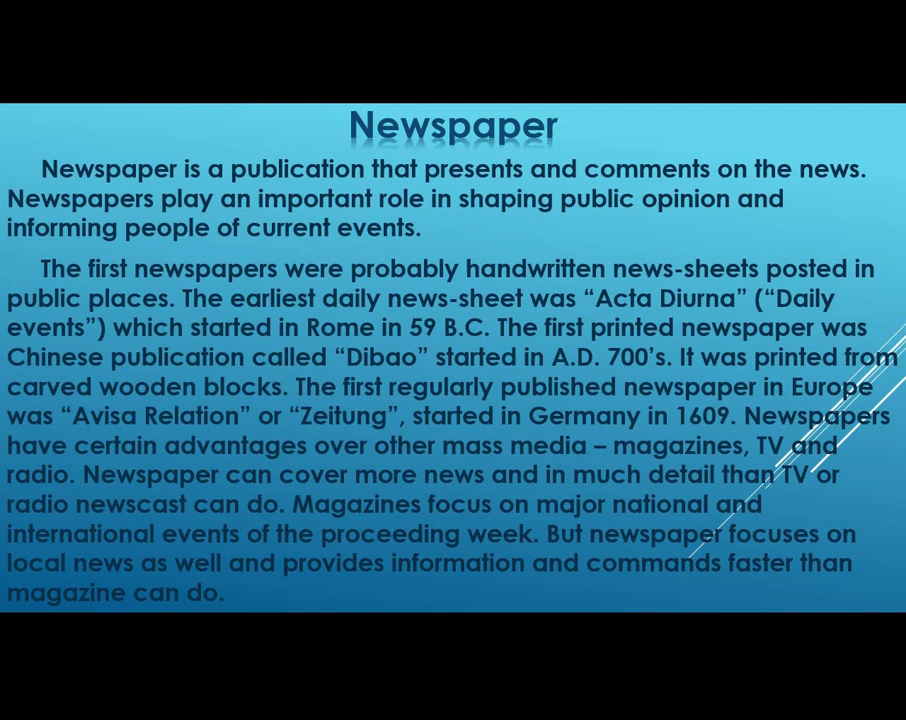 Newspaper
Newspaper is a publication that presents and comments on the news.
Newspapers play an important role in shaping public opinion and
informing people of current events.
The first newspapers were probably handwritten news-sheets posted in
public places. The earliest daily news-sheet was “Acta Diurna” (“Daily
events”) which started in Rome in 59 B.C. The first printed newspaper was
Chinese publication called “Dibao” started in A.D. 700’s. It was printed from
carved wooden blocks. The first regularly published newspaper in Europe
was “Avisa Relation” or “Zeitung”, started in Germany in 1609. Newspapers
have certain advantages over other mass media – magazines, TV and
radio. Newspaper can cover more news and in much detail than TV or
radio newscast can do. Magazines focus on major national and
international events of the proceeding week. But newspaper focuses on
local news as well and provides information and commands faster than
magazine can do.